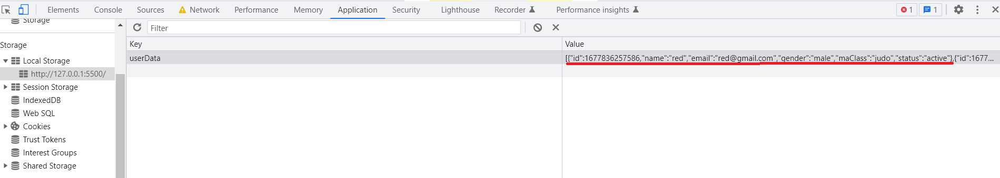 Elements Console Sources Network Performance Memory Application Security Lighthouse Recorder Performance insights 1 1
Storage
Filter
Storage
Key Value
Local Storage
userData [{"id":1677836257586,"name":"red","email":"red@gmail.com","gender":"male","maClass":"judo","status":"active"},{"id":1677...
http://127.0.0.1:5500/
Session Storage
IndexedDB
Web SQL
Cookies
Trust Tokens
Interest Groups
Shared Storage